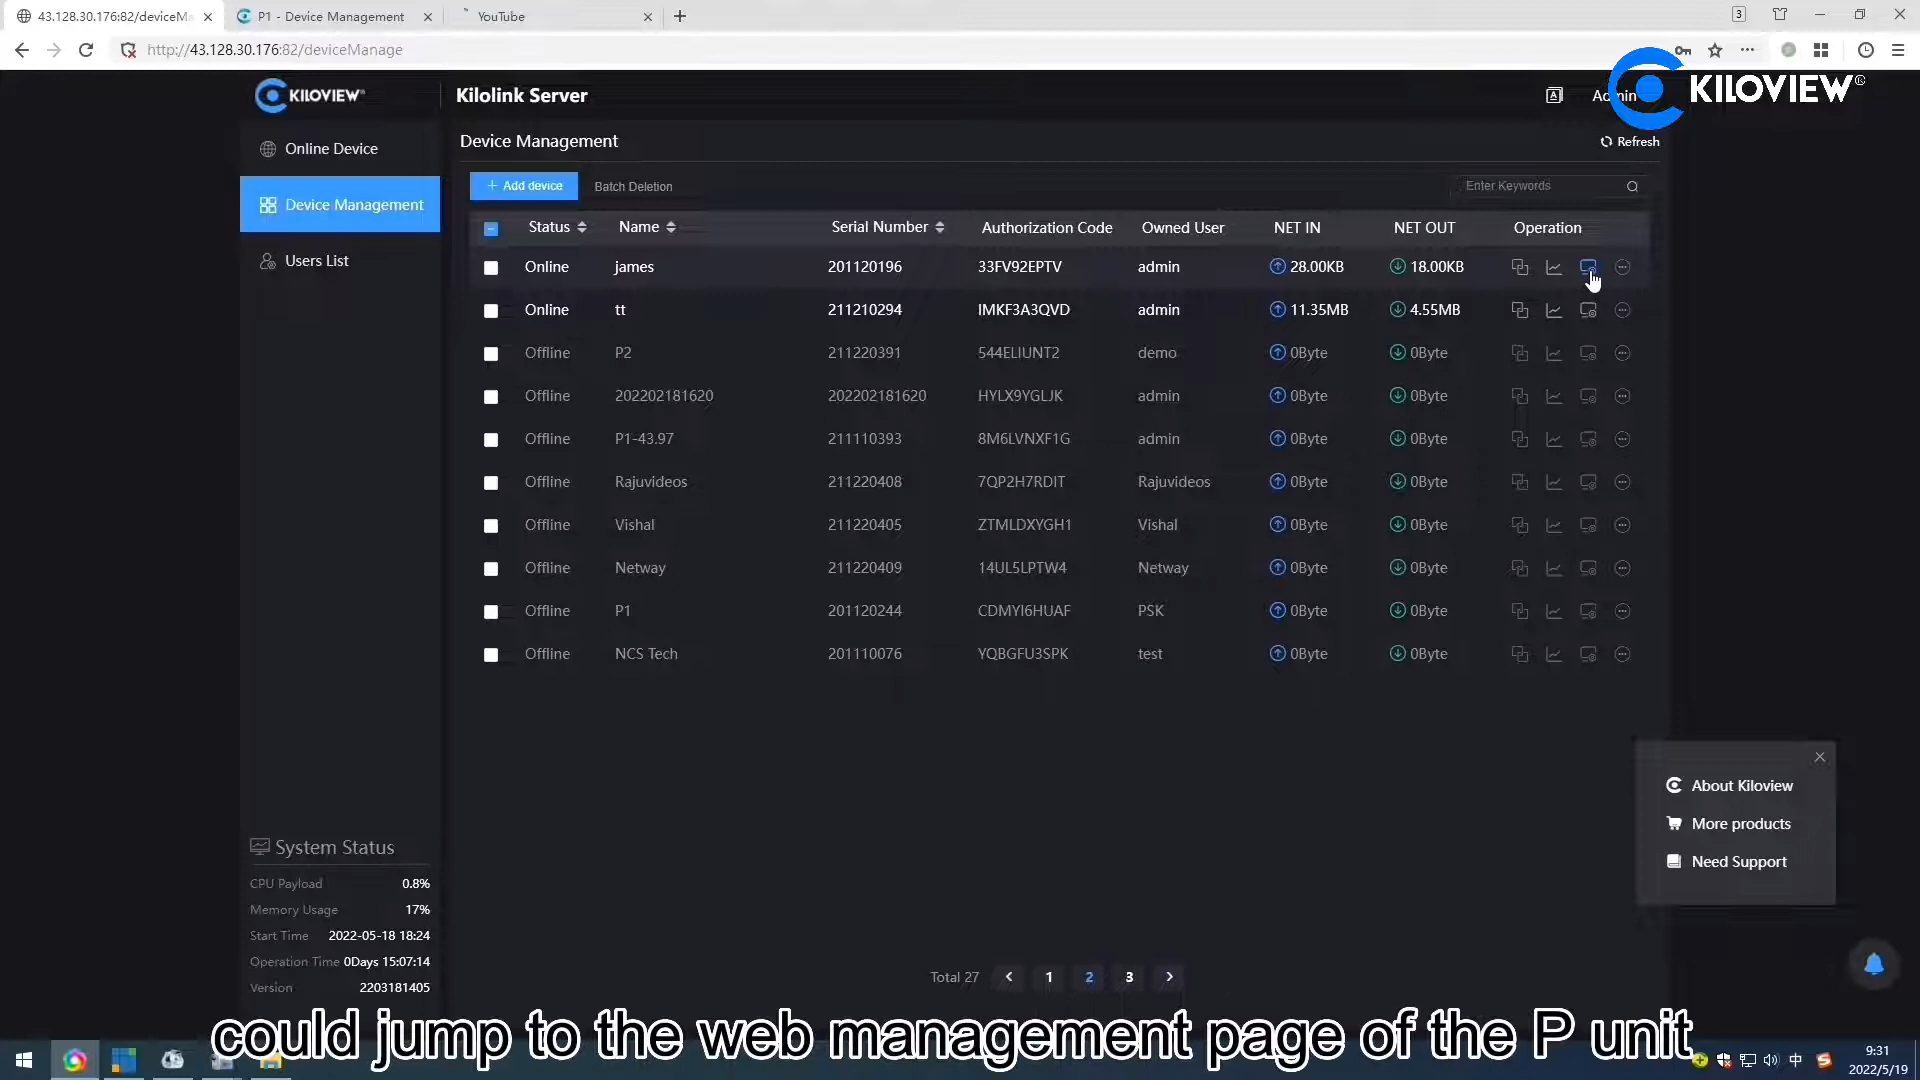 43.128.30.176:82/deviceMa
P1 - Device Management
YouTube
3
http://43.128.30.176:82/deviceManage
KILOVIEW®
Kilolink Server
A
Admin
KILOVIEW®
Online Device
Device Management
Users List
Device Management
Refresh
+ Add device
Batch Deletion
Enter Keywords
Status Name Serial Number Authorization Code Owned User NET IN NET OUT Operation
Online james 201120196 33FV92EPTV admin 28.00KB 18.00KB
Online tt 211210294 IMKF3A3QVD admin 11.35MB 4.55MB
Offline P2 211220391 544ELIUNT2 demo 0Byte 0Byte
Offline 202202181620 202202181620 HYLX9YGLJK admin 0Byte 0Byte
Offline P1-43.97 211110393 8M6LVNXF1G admin 0Byte 0Byte
Offline Rajuvideos 211220408 7QP2H7RDIT Rajuvideos 0Byte 0Byte
Offline Vishal 211220405 ZTMLDXYGH1 Vishal 0Byte 0Byte
Offline Netway 211220409 14UL5LPTW4 Netway 0Byte 0Byte
Offline P1 201120244 CDMYI6HUAF PSK 0Byte 0Byte
Offline NCS Tech 201110076 YQBGFU3SPK test 0Byte 0Byte
About Kiloview
More products
Need Support
System Status
CPU Payload 0.8%
Memory Usage 17%
Start Time 2022-05-18 18:24
Operation Time 0Days 15:07:14
Version 2203181405
Total 27 < 1 2 3 >
could jump to the web management page of the P unit
中
9:31
2022/5/19